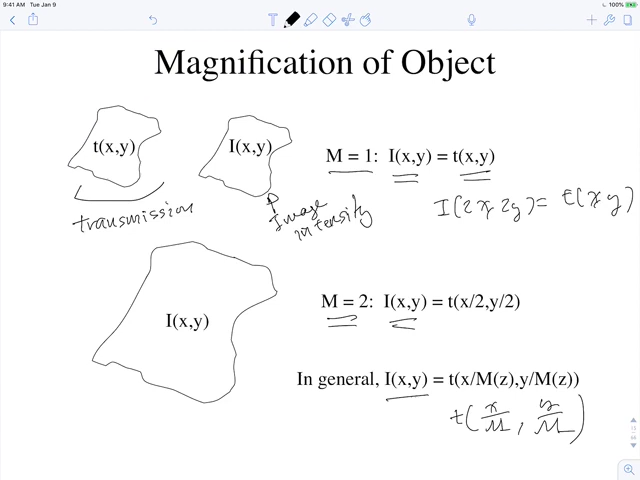 9:41 AM Tue Jan 9
100%
Magnification of Object
t(x,y)
I(x,y)
M = 1: I(x,y) = t(x,y)
transmission
Image
intensity
I(2x 2y) = t(x y)
I(x,y)
M = 2: I(x,y) = t(x/2,y/2)
In general, I(x,y) = t(x/M(z),y/M(z))
t(x/M, y/M)